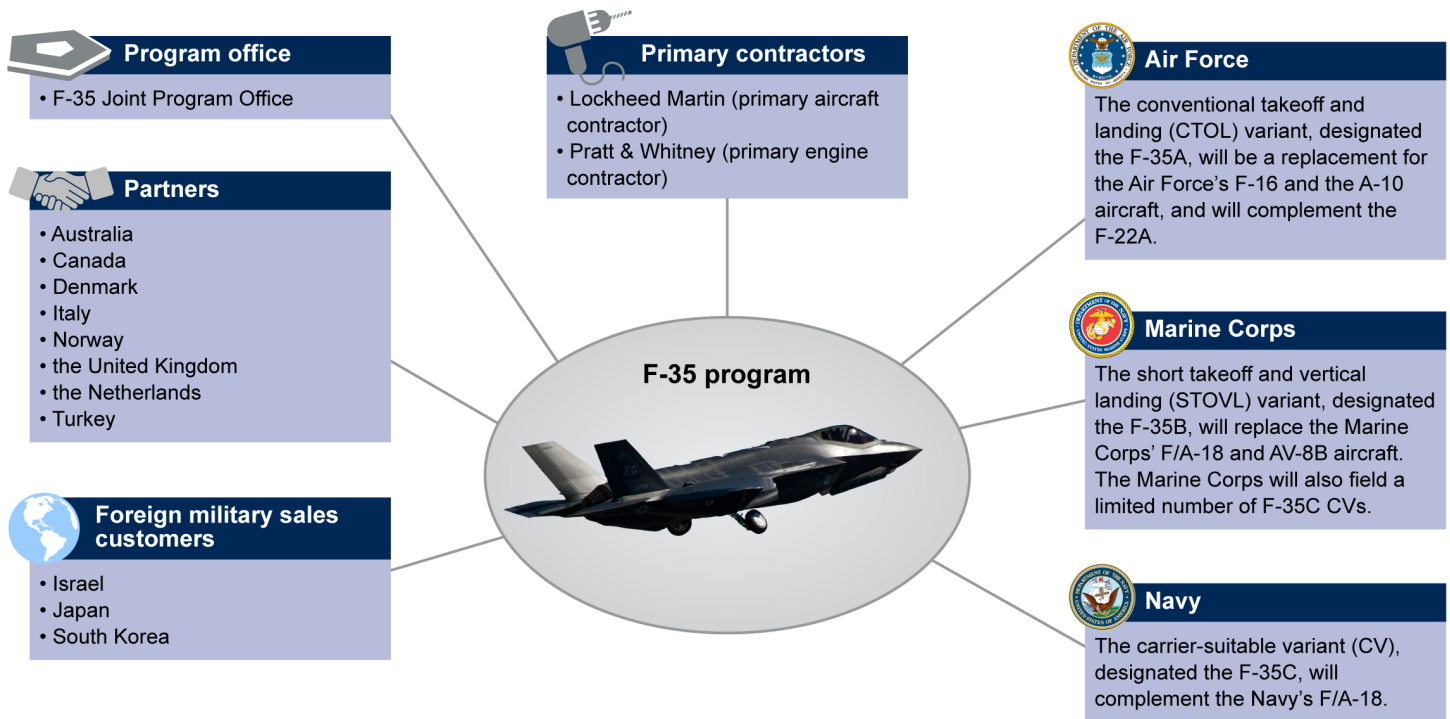 Program office
• F-35 Joint Program Office
Partners
• Australia
• Canada
• Denmark
• Italy
• Norway
• the United Kingdom
• the Netherlands
• Turkey
Foreign military sales
customers
• Israel
• Japan
• South Korea
Primary contractors
• Lockheed Martin (primary aircraft
contractor)
• Pratt & Whitney (primary engine
contractor)
F-35 program
Air Force
The conventional takeoff and
landing (CTOL) variant, designated
the F-35A, will be a replacement for
the Air Force’s F-16 and the A-10
aircraft, and will complement the
F-22A.
Marine Corps
The short takeoff and vertical
landing (STOVL) variant, designated
the F-35B, will replace the Marine
Corps’ F/A-18 and AV-8B aircraft.
The Marine Corps will also field a
limited number of F-35C CVs.
Navy
The carrier-suitable variant (CV),
designated the F-35C, will
complement the Navy’s F/A-18.